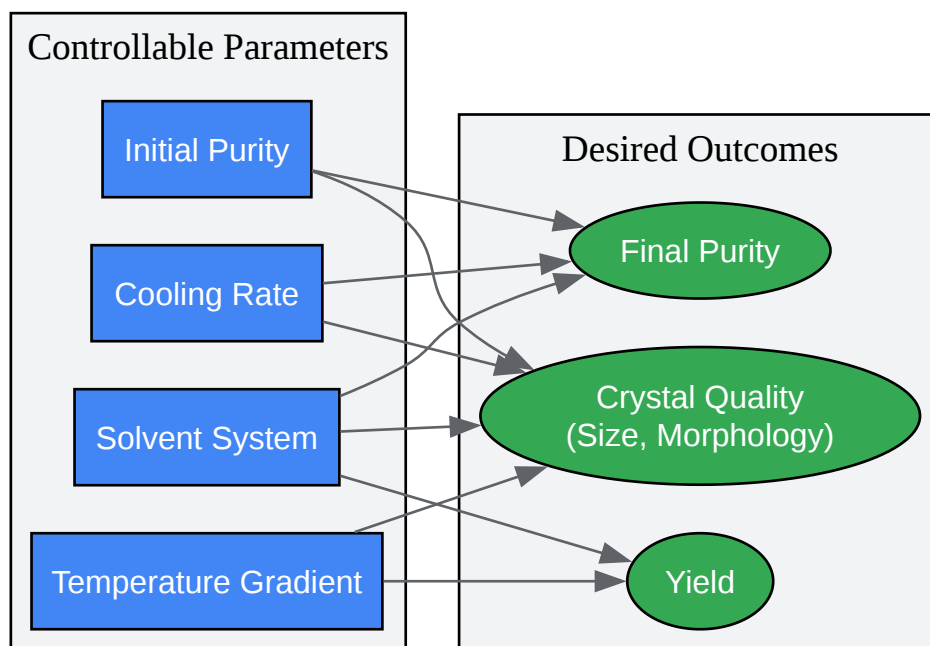 Controllable Parameters
Initial Purity
Cooling Rate
Solvent System
Temperature Gradient
Desired Outcomes
Final Purity
Crystal Quality
(Size, Morphology)
Yield